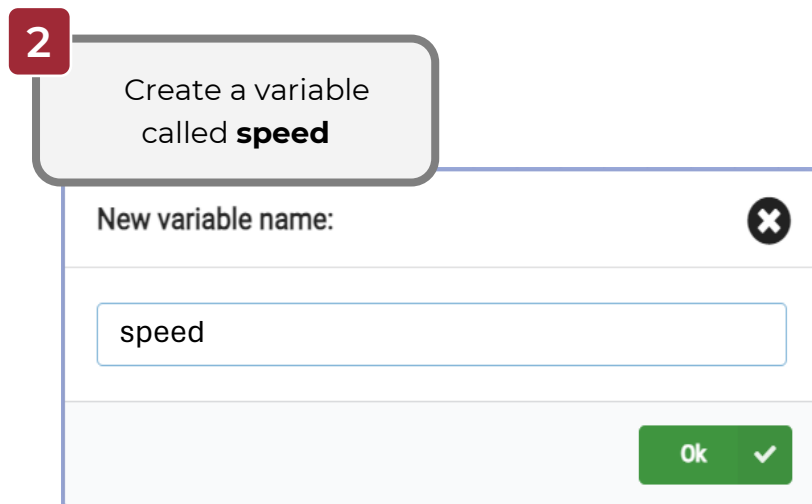 2
Create a variable
called speed
New variable name:
speed
Ok